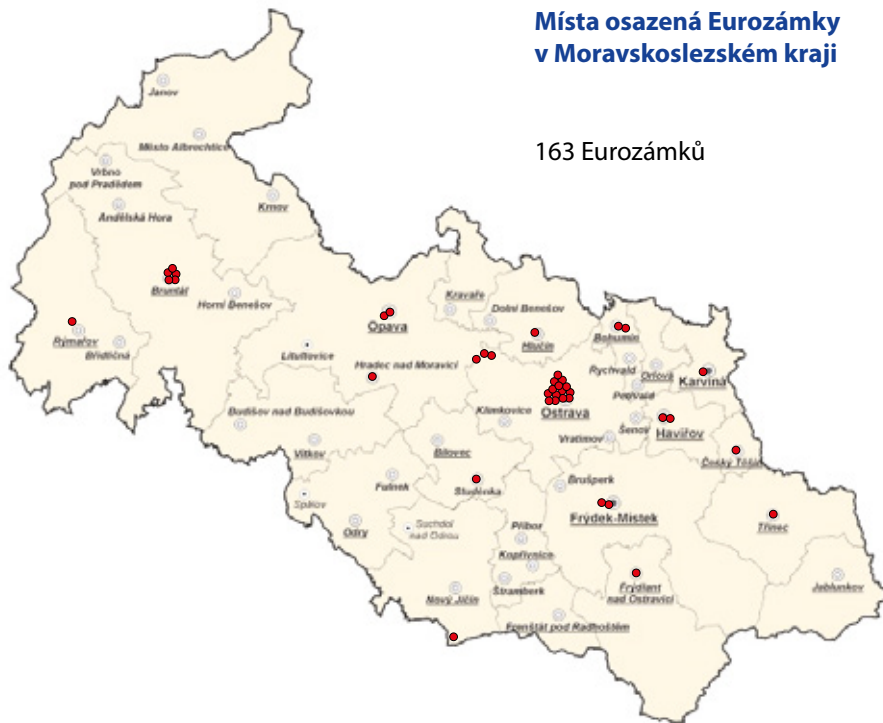 Místa osazená Eurozámky
v Moravskoslezském kraji
163 Eurozámků
Janov
Město Albrechtice
Vrbno
pod Pradědem
Krnov
Andělská Hora
Bruntál
Horní Benešov
Kravaře
Dolní Benešov
Opava
Hlučín
Bohumín
Rýmařov
Břidličná
Litultovice
Hradec nad Moravicí
Rychvald
Orlová
Karviná
Petřvald
Ostrava
Klimkovice
Budišov nad Budišovkou
Šenov
Havířov
Vratimov
Vítkov
Bílovec
Český Těšín
Fulnek
Studénka
Brušperk
Spálov
Frýdek-Místek
Odry
Suchdol
nad Odrou
Příbor
Třinec
Kopřivnice
Nový Jičín
Štramberk
Frýdlant
nad Ostravicí
Jablunkov
Frenštát pod Radhoštěm